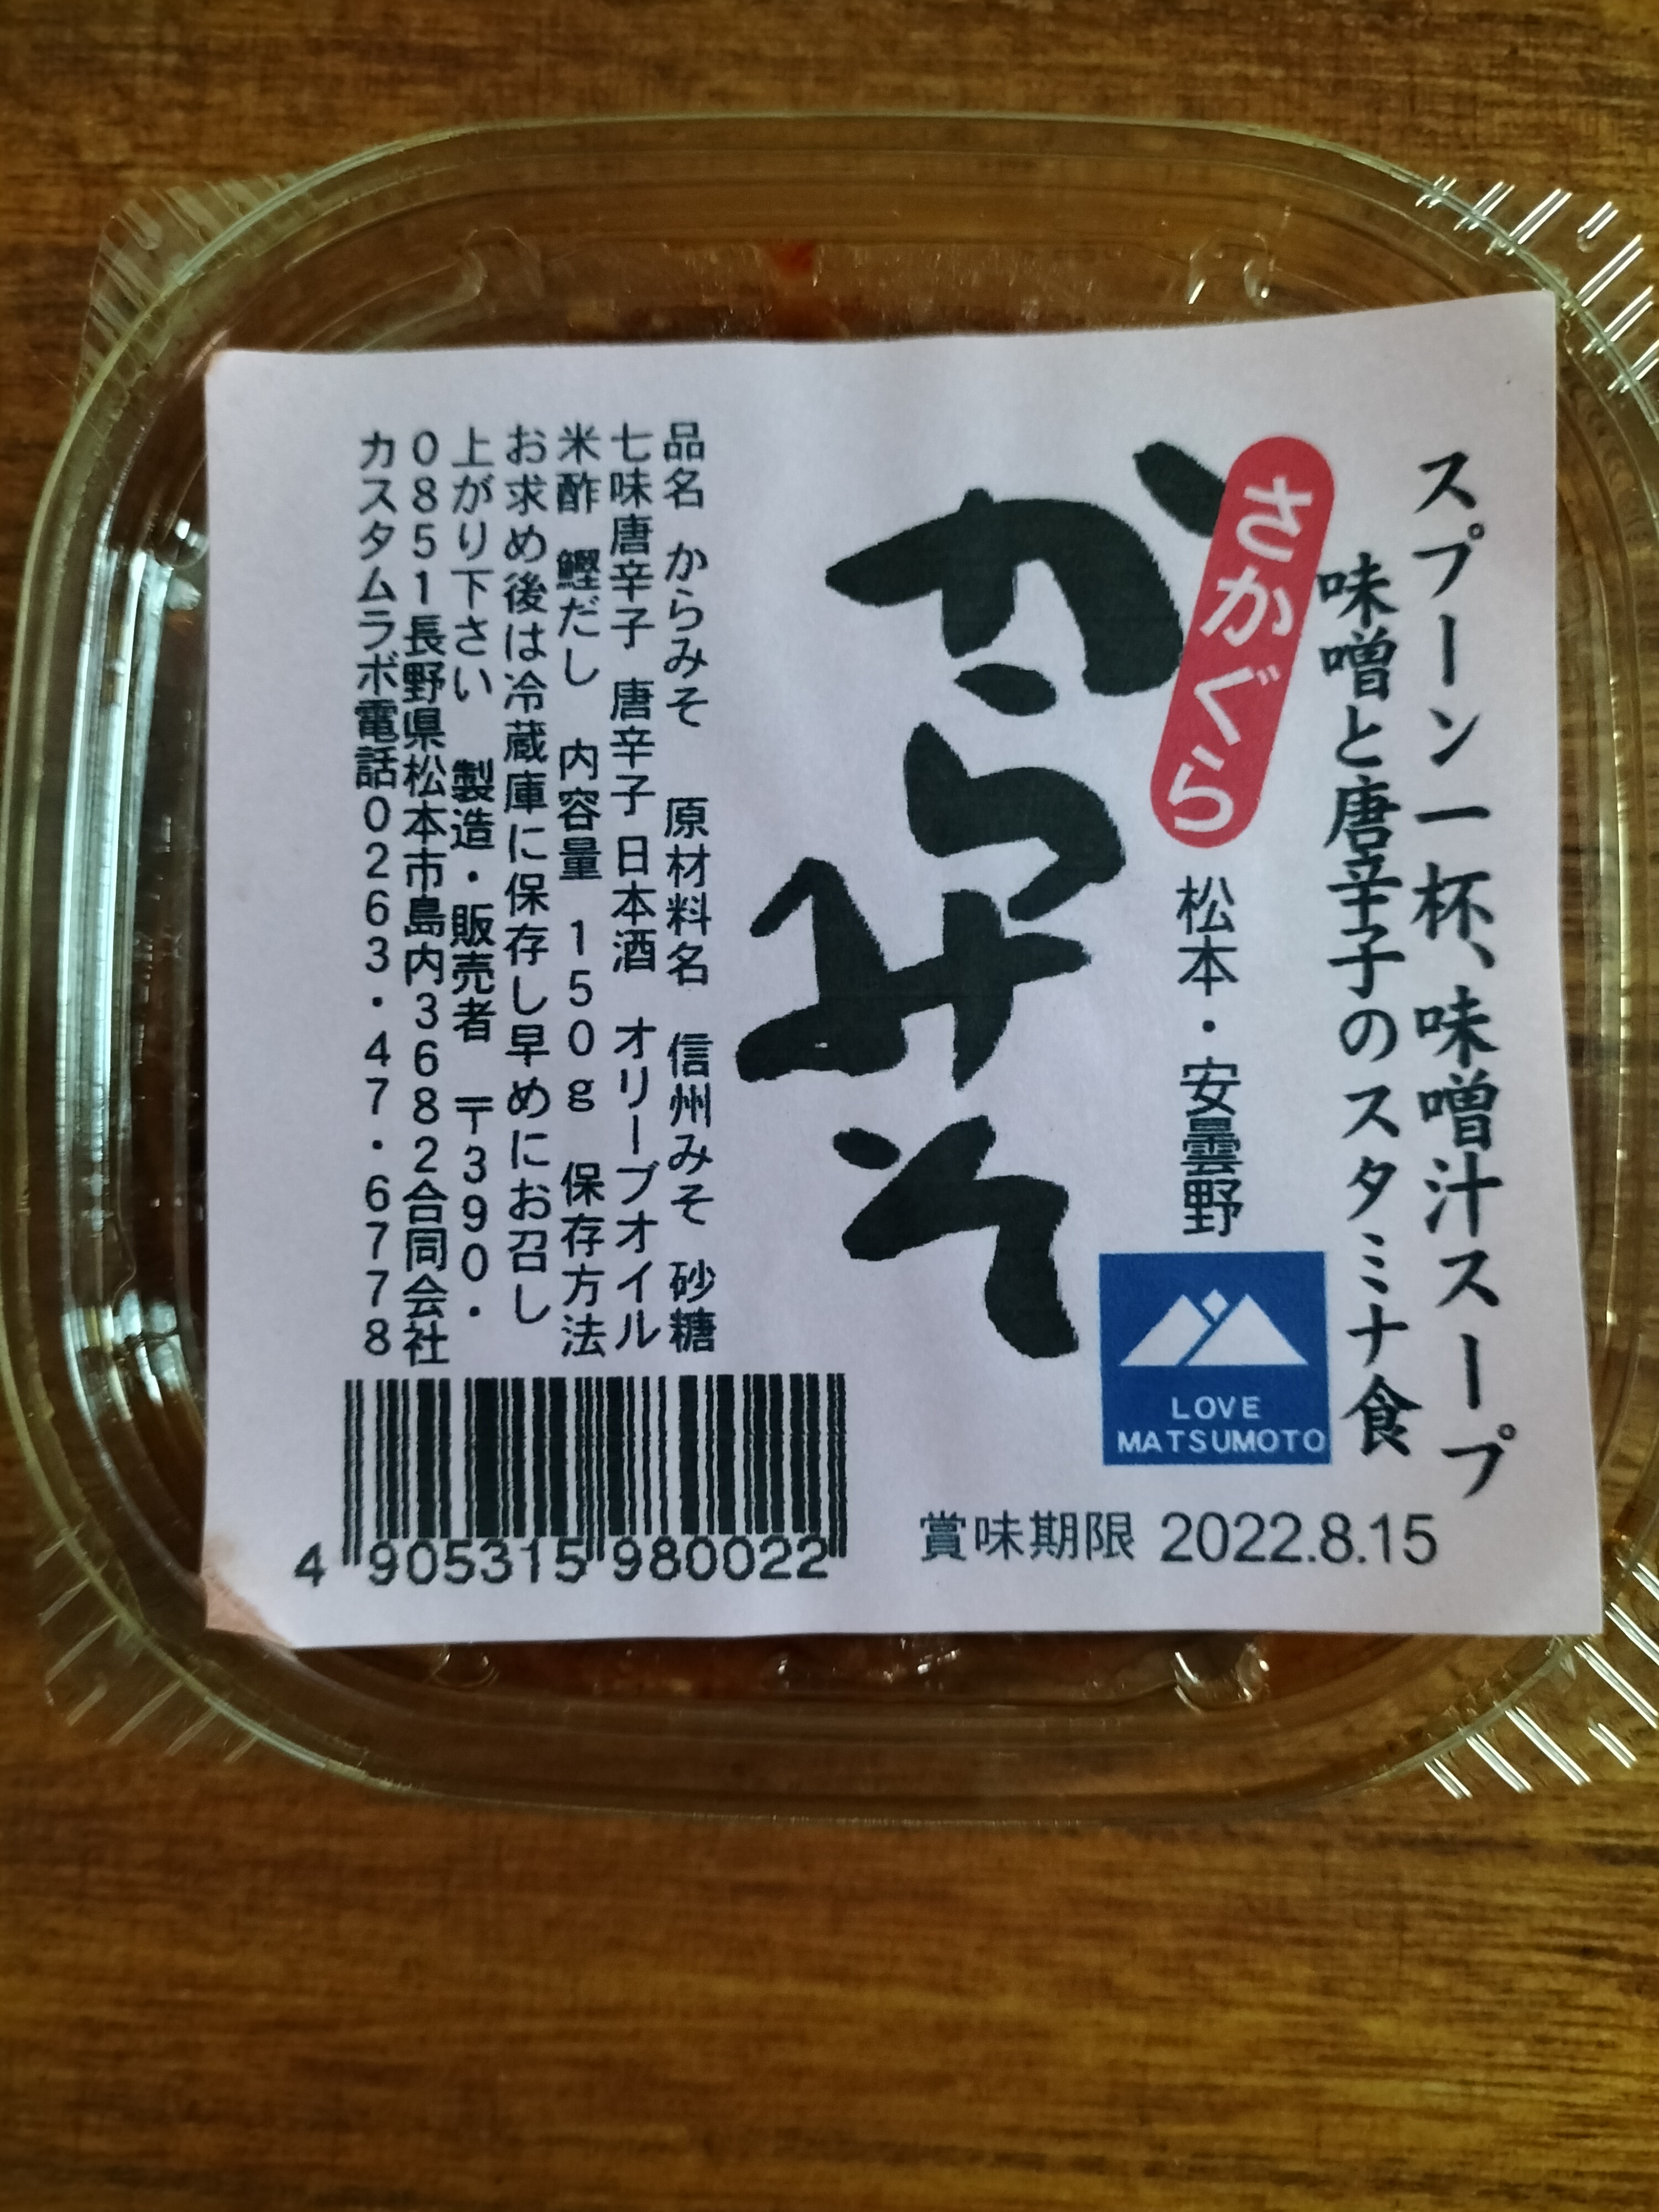 スプーン一杯、味噌汁スープ
味噌と唐辛子のスタミナ食
さかぐら
松本・安曇野
LOVE
MATSUMOTO
からみそ
品名 からみそ 原材料名 信州みそ 砂糖
七味唐辛子 唐辛子 日本酒 オリーブオイル
米酢 鰹だし 内容量 150g 保存方法
お求め後は冷蔵庫に保存し早めにお召し
上がり下さい 製造・販売者 〒390・
0851長野県松本市島内3682合同会社
カスタムラボ電話0263・47・6778
賞味期限 2022.8.15
4 905315 980022